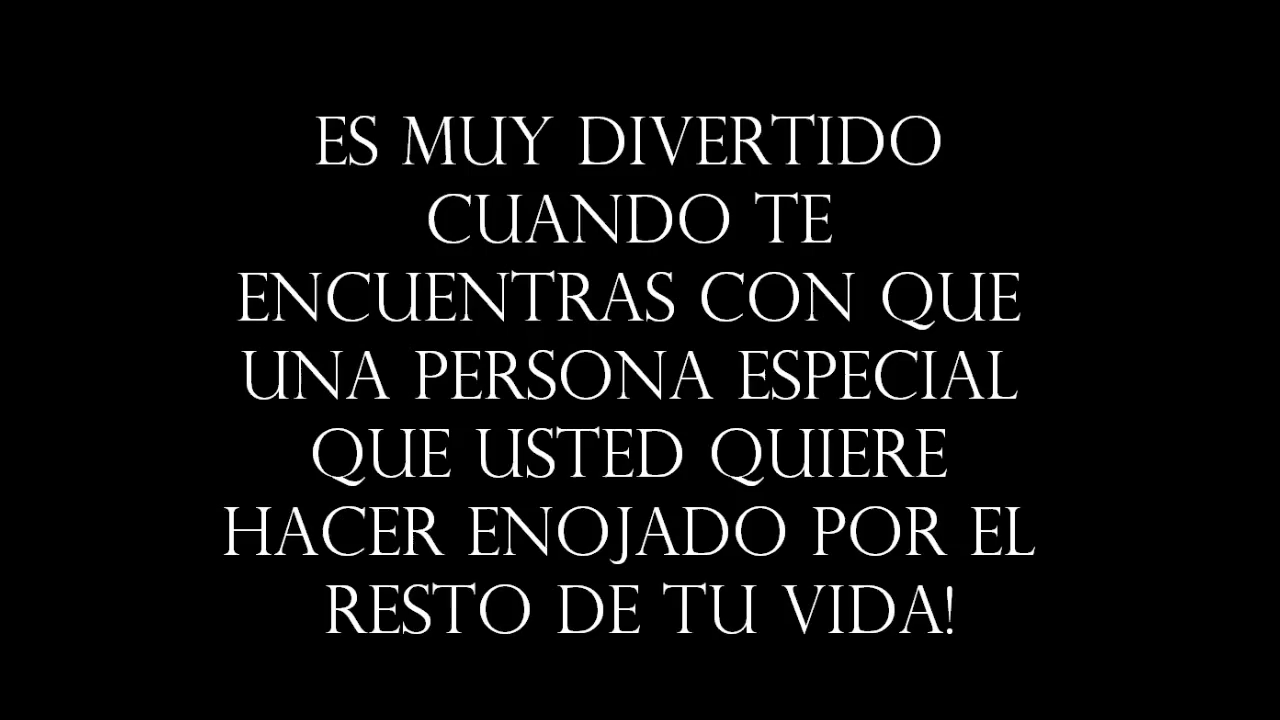 ES MUY DIVERTIDO
CUANDO TE
ENCUENTRAS CON QUE
UNA PERSONA ESPECIAL
QUE USTED QUIERE
HACER ENOJADO POR EL
RESTO DE TU VIDA!